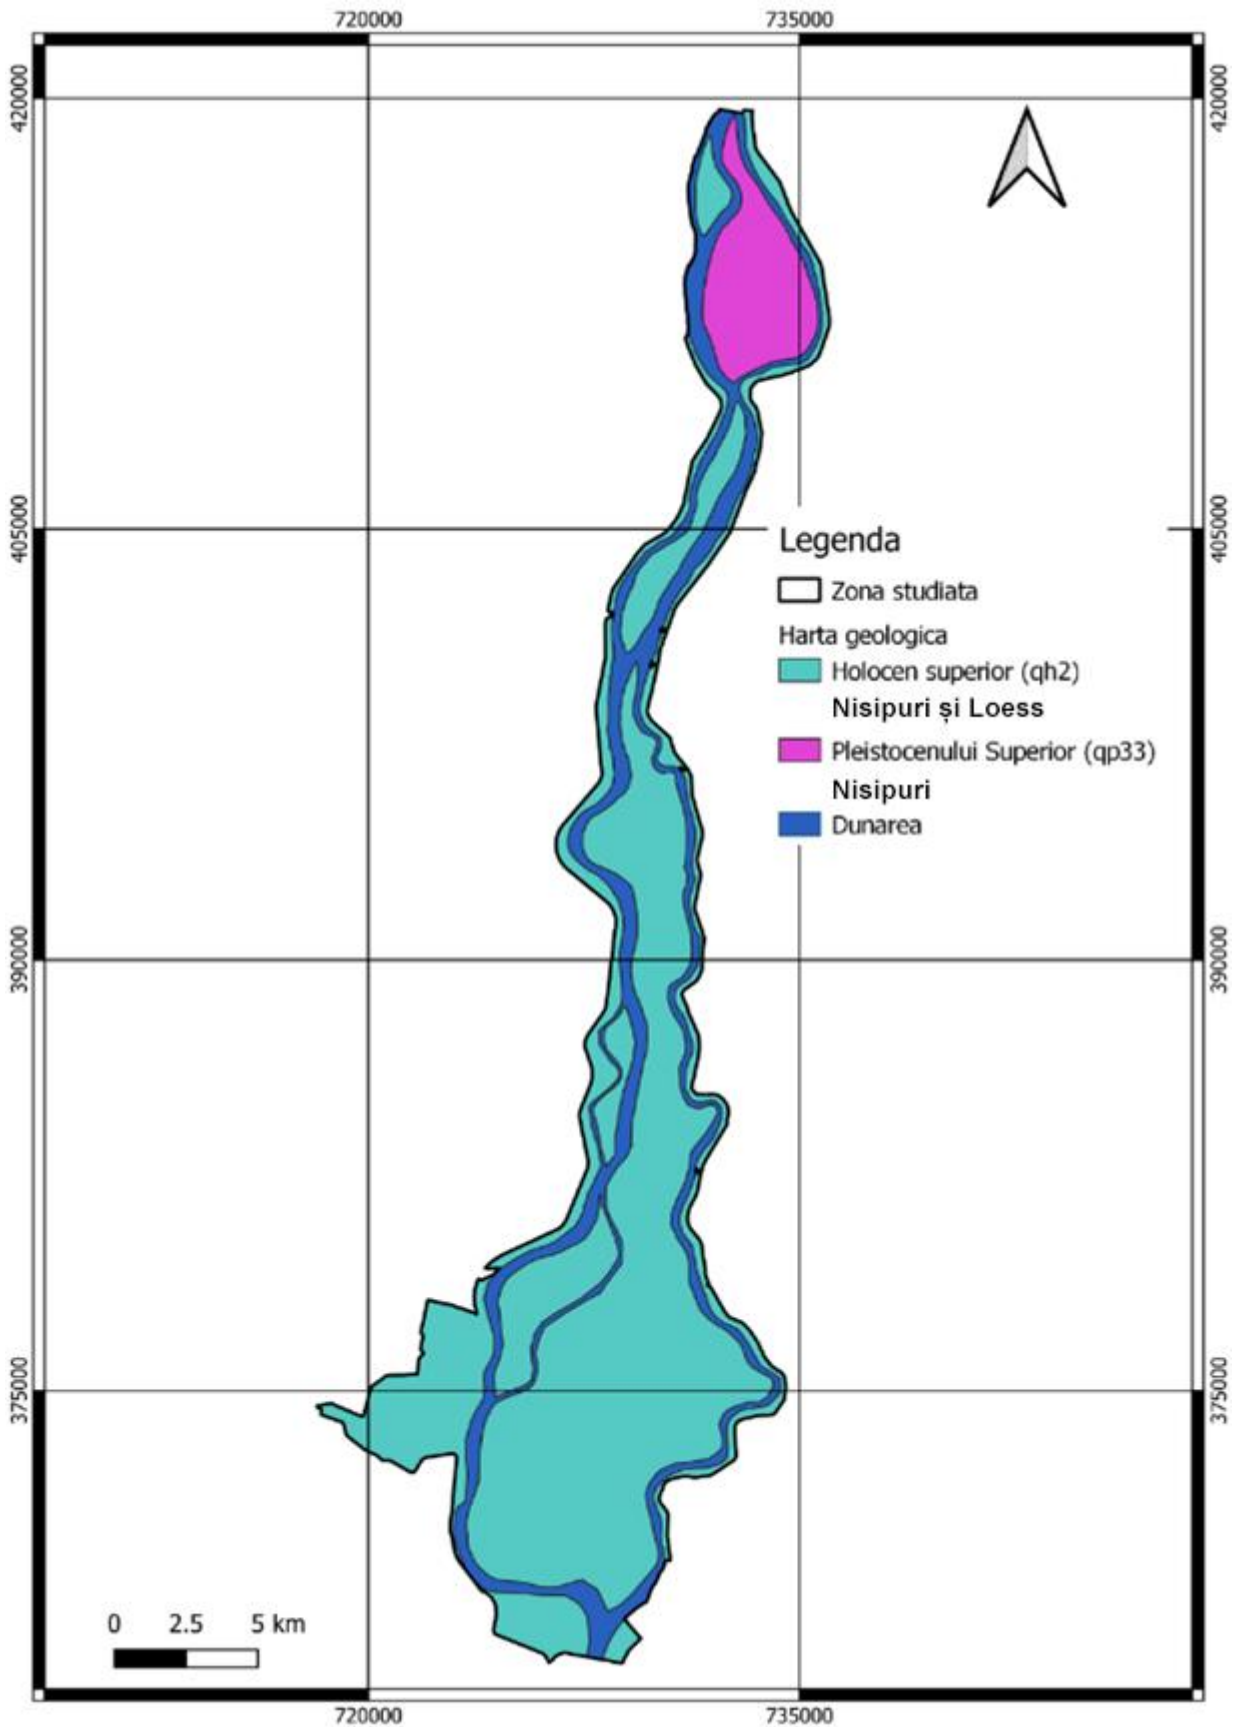 720000 735000
420000 420000
405000 405000
Legenda
Zona studiata
Harta geologica
Holocen superior (qh2)
Nisipuri și Loess
Pleistocenului Superior (qp33)
Nisipuri
Dunarea
390000 390000
375000 375000
0 2.5 5 km
720000 735000